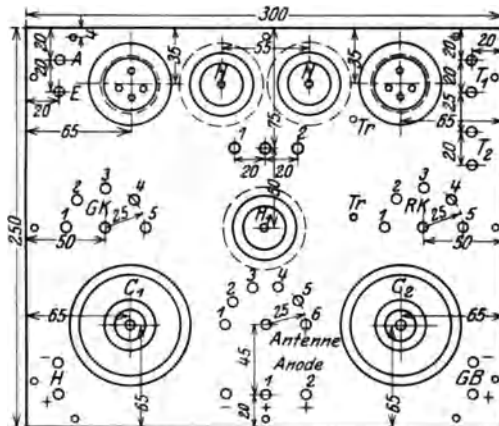 300
20 4 35 55 35 20
A H H T1
20 75 20
E 25
65 65
Tr
1 2 T2
20 20 20
3 80 3
2 4 2 4
GK Tr RK
1 25 5 H1 1 25 5
50 50
250
3 4
C1 2 5 C2
65 25 65
1 6
Antenne
45 Anode
- -
H 1 2 GB
+ 65 - + 65 +
20